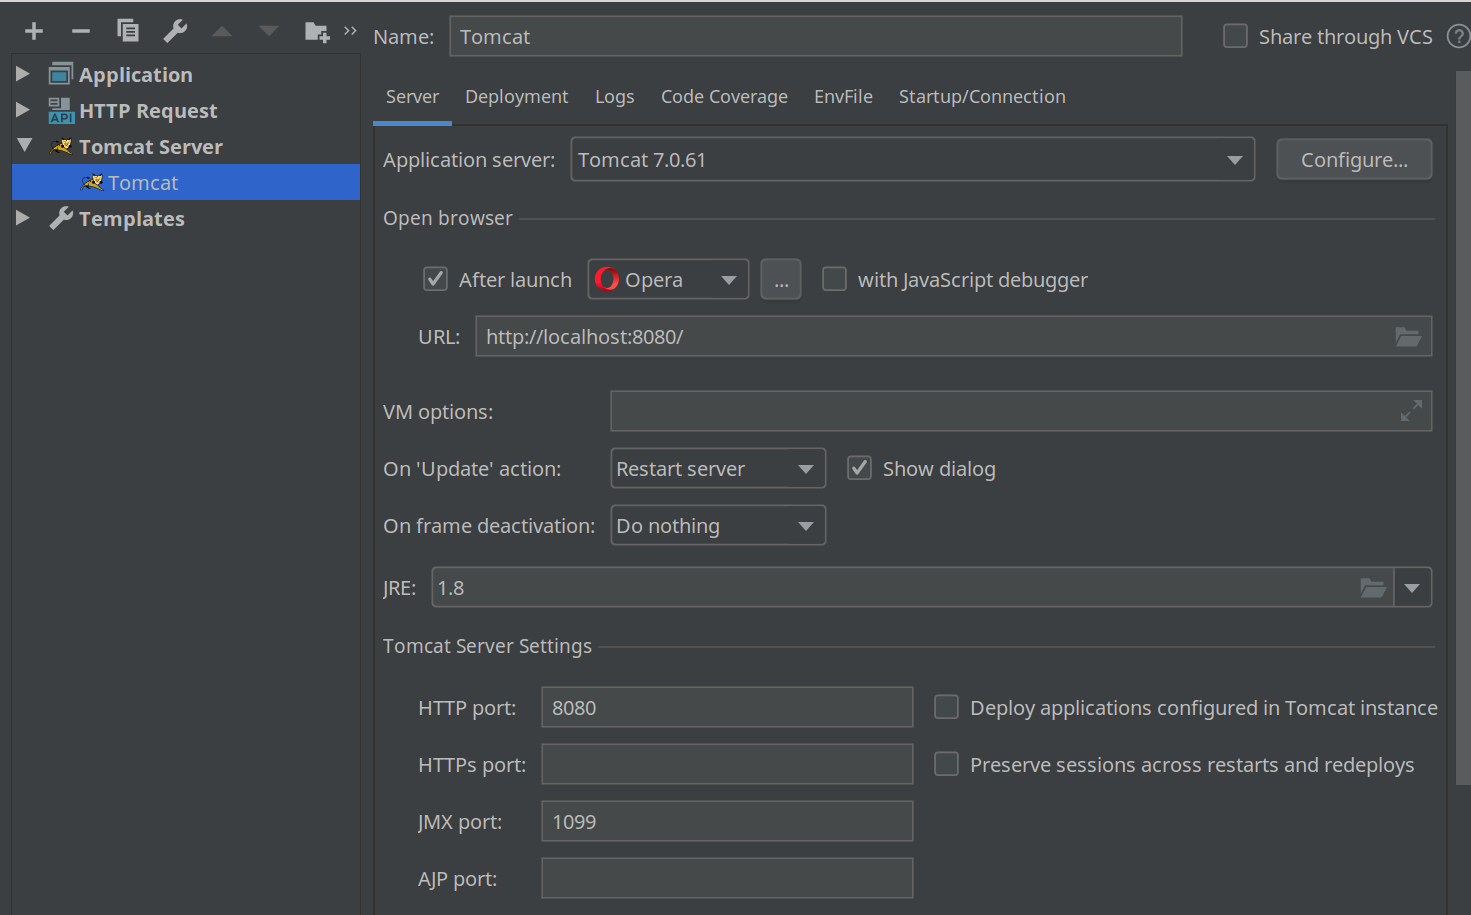 Name: Tomcat Share through VCS ?
Application
API HTTP Request
Tomcat Server
Tomcat
Templates
Server Deployment Logs Code Coverage EnvFile Startup/Connection
Application server: Tomcat 7.0.61 Configure...
Open browser
After launch Opera ... with JavaScript debugger
URL: http://localhost:8080/
VM options:
On 'Update' action: Restart server Show dialog
On frame deactivation: Do nothing
JRE: 1.8
Tomcat Server Settings
HTTP port: 8080 Deploy applications configured in Tomcat instance
HTTPs port: Preserve sessions across restarts and redeploys
JMX port: 1099
AJP port: